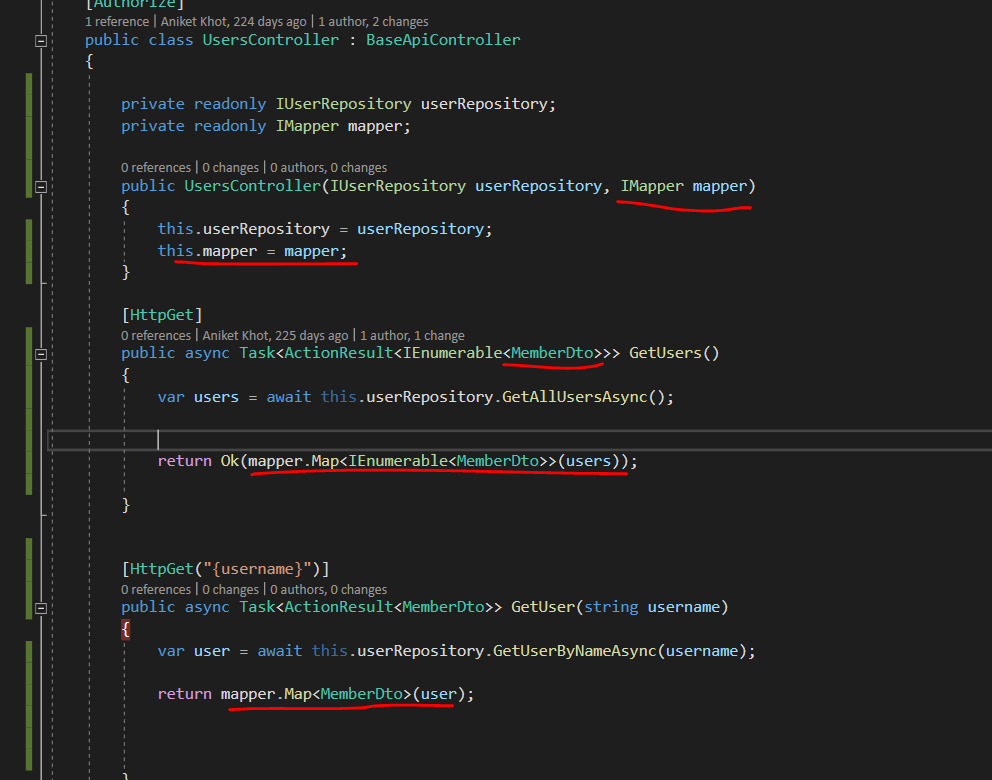 [Authorize]
1 reference | Aniket Khot, 224 days ago | 1 author, 2 changes
public class UsersController : BaseApiController
{
private readonly IUserRepository userRepository;
private readonly IMapper mapper;
0 references | 0 changes | 0 authors, 0 changes
public UsersController(IUserRepository userRepository, IMapper mapper)
{
this.userRepository = userRepository;
this.mapper = mapper;
}
[HttpGet]
0 references | Aniket Khot, 225 days ago | 1 author, 1 change
public async Task<ActionResult<IEnumerable<MemberDto>>> GetUsers()
{
var users = await this.userRepository.GetAllUsersAsync();
return Ok(mapper.Map<IEnumerable<MemberDto>>(users));
}
[HttpGet("{username}")]
0 references | 0 changes | 0 authors, 0 changes
public async Task<ActionResult<MemberDto>> GetUser(string username)
{
var user = await this.userRepository.GetUserByNameAsync(username);
return mapper.Map<MemberDto>(user);
}